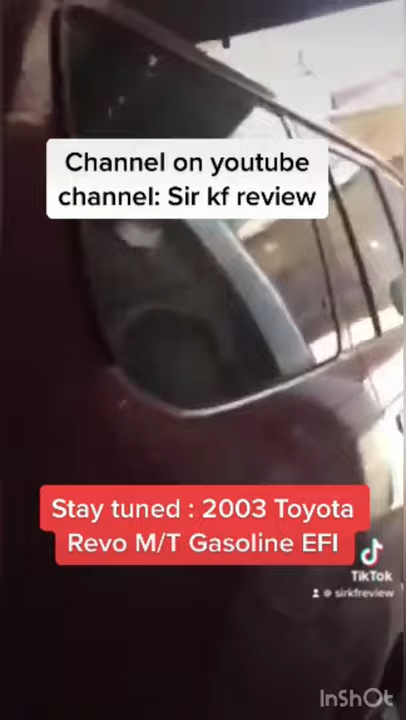 Channel on youtube
channel: Sir kf review
Stay tuned : 2003 Toyota
Revo M/T Gasoline EFI
TikTok
@ sirkfreview
InShOt